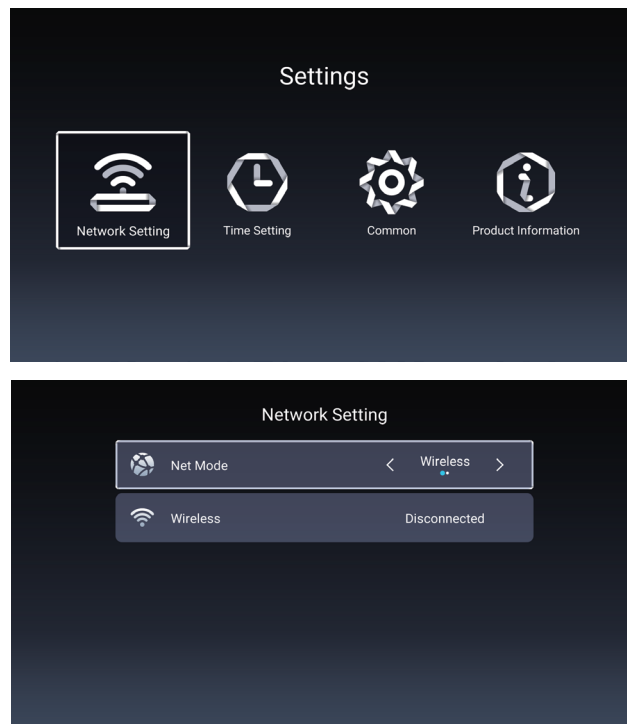 Settings
Network Setting
Time Setting
Common
Product Information
Network Setting
Net Mode
Wireless
Wireless
Disconnected